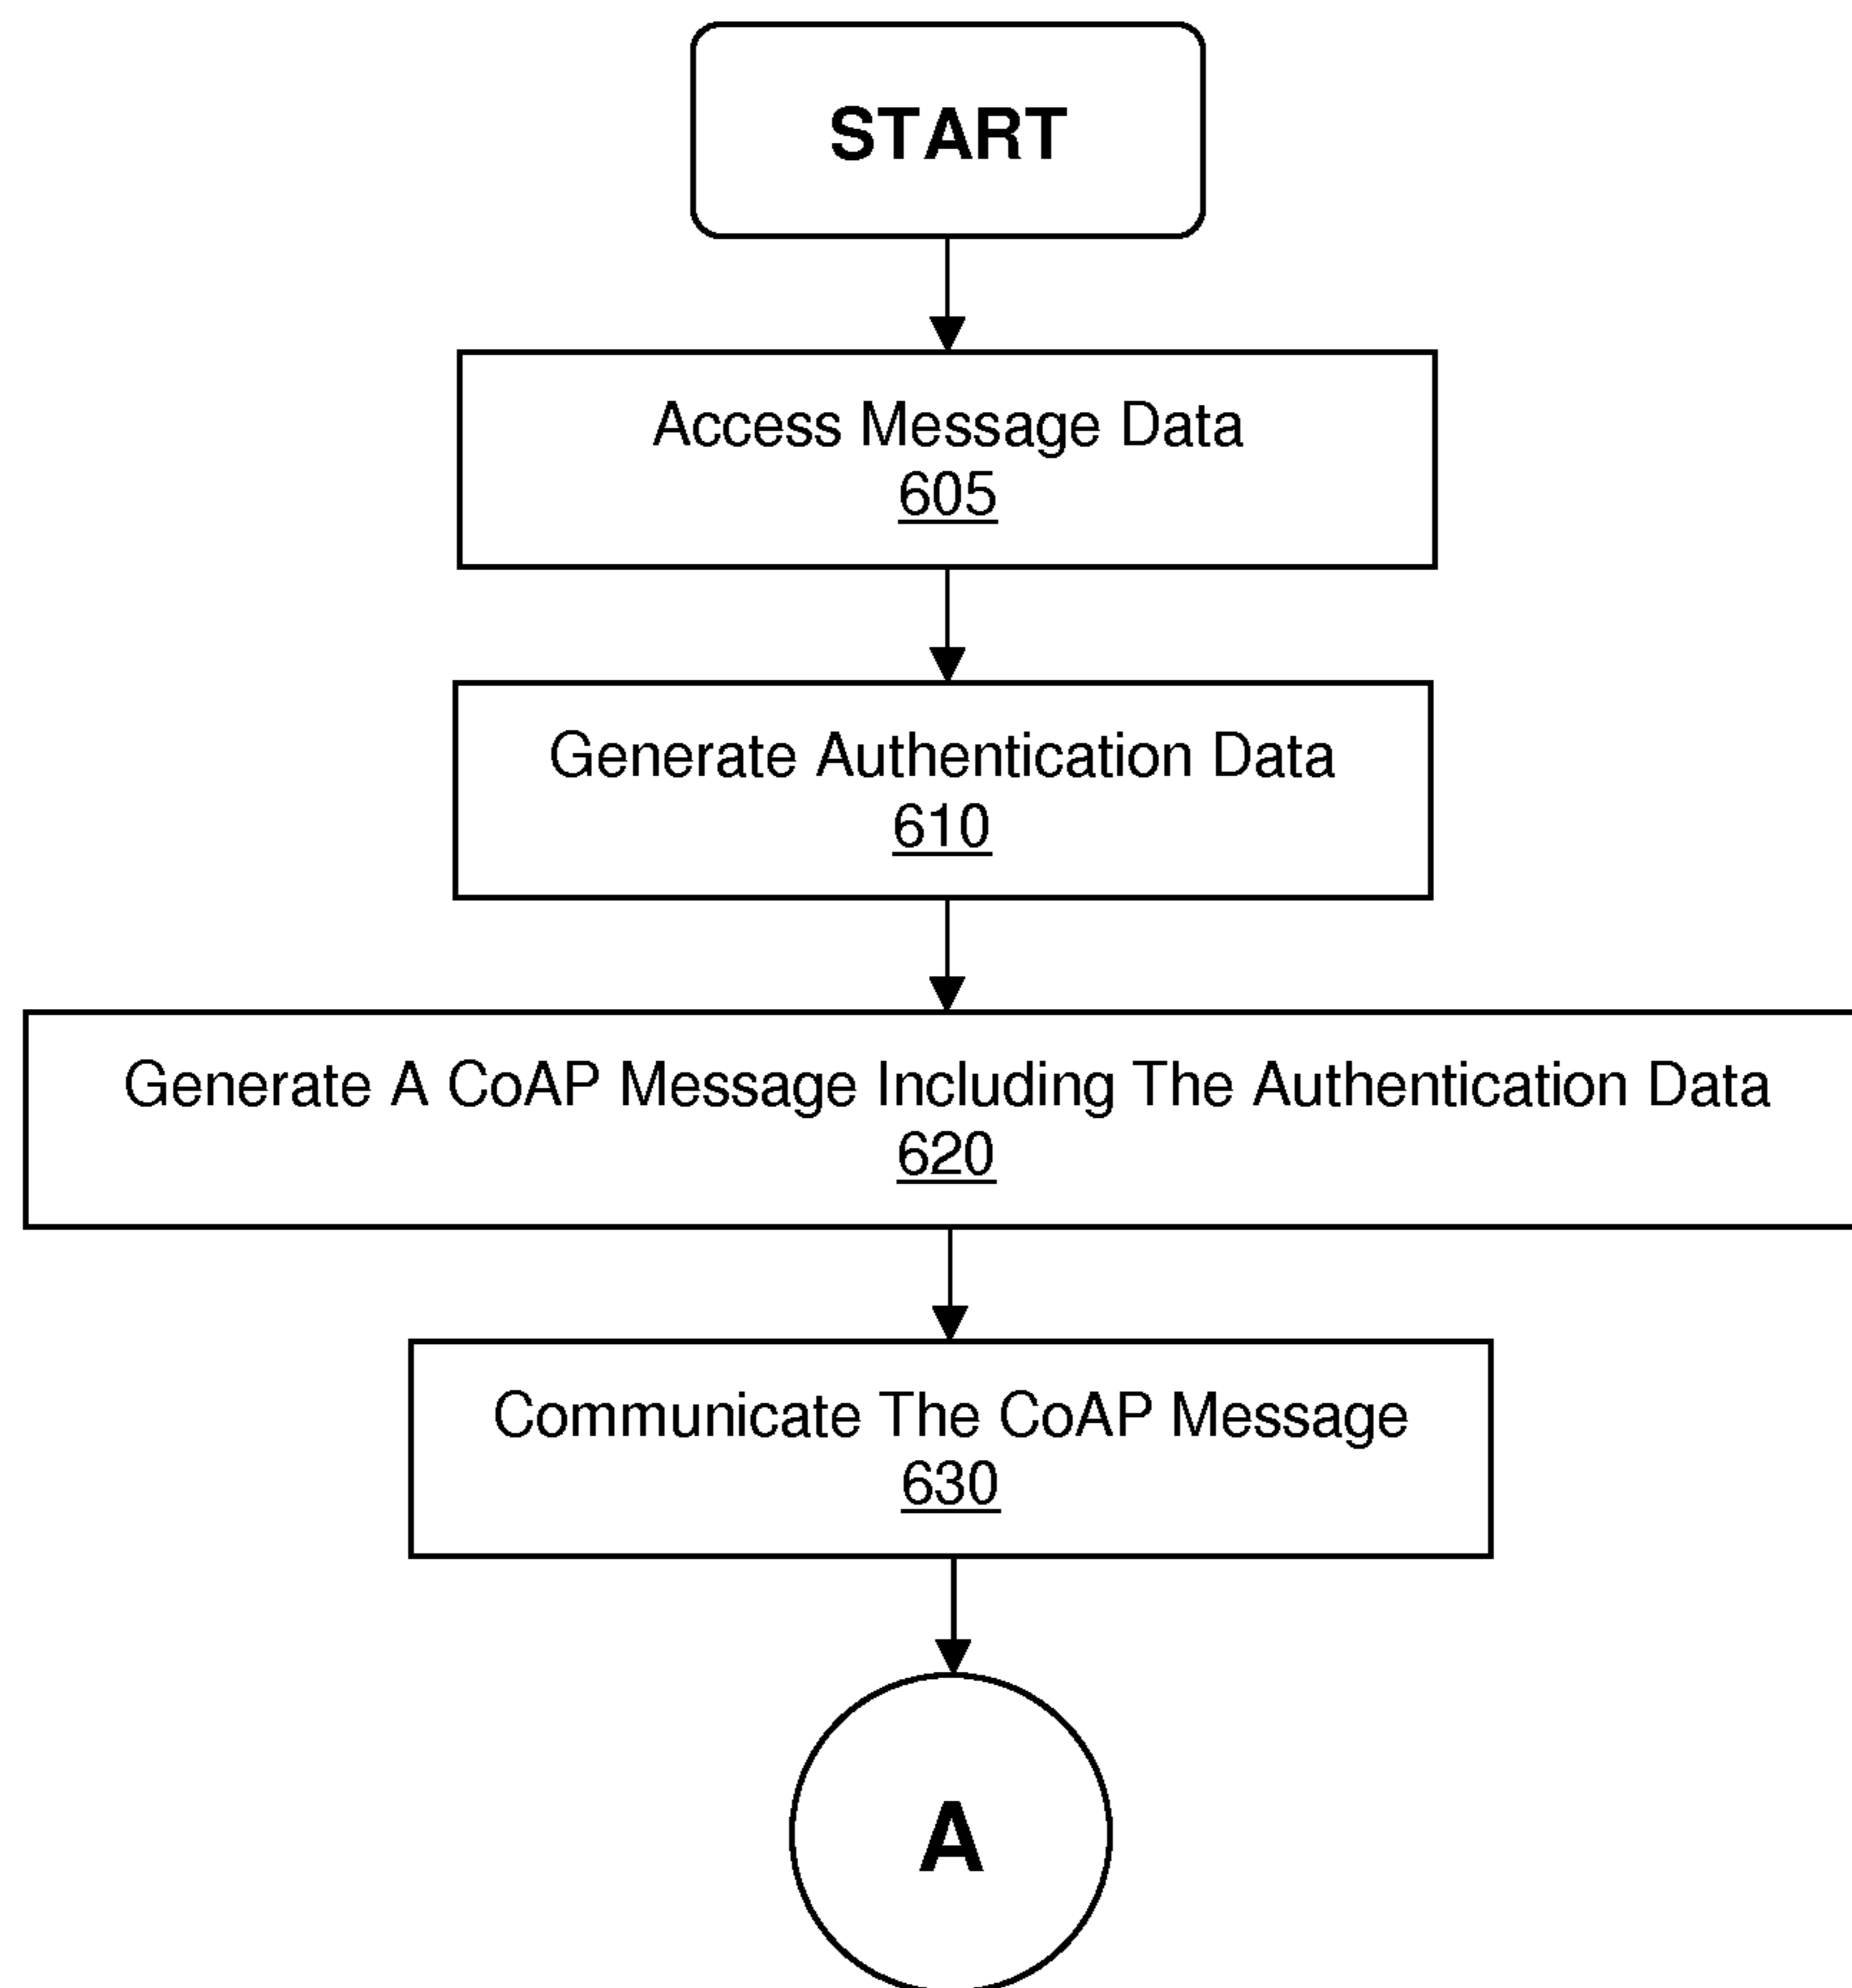 START
Access Message Data
605
Generate Authentication Data
610
Generate A CoAP Message Including The Authentication Data
620
Communicate The CoAP Message
630
A